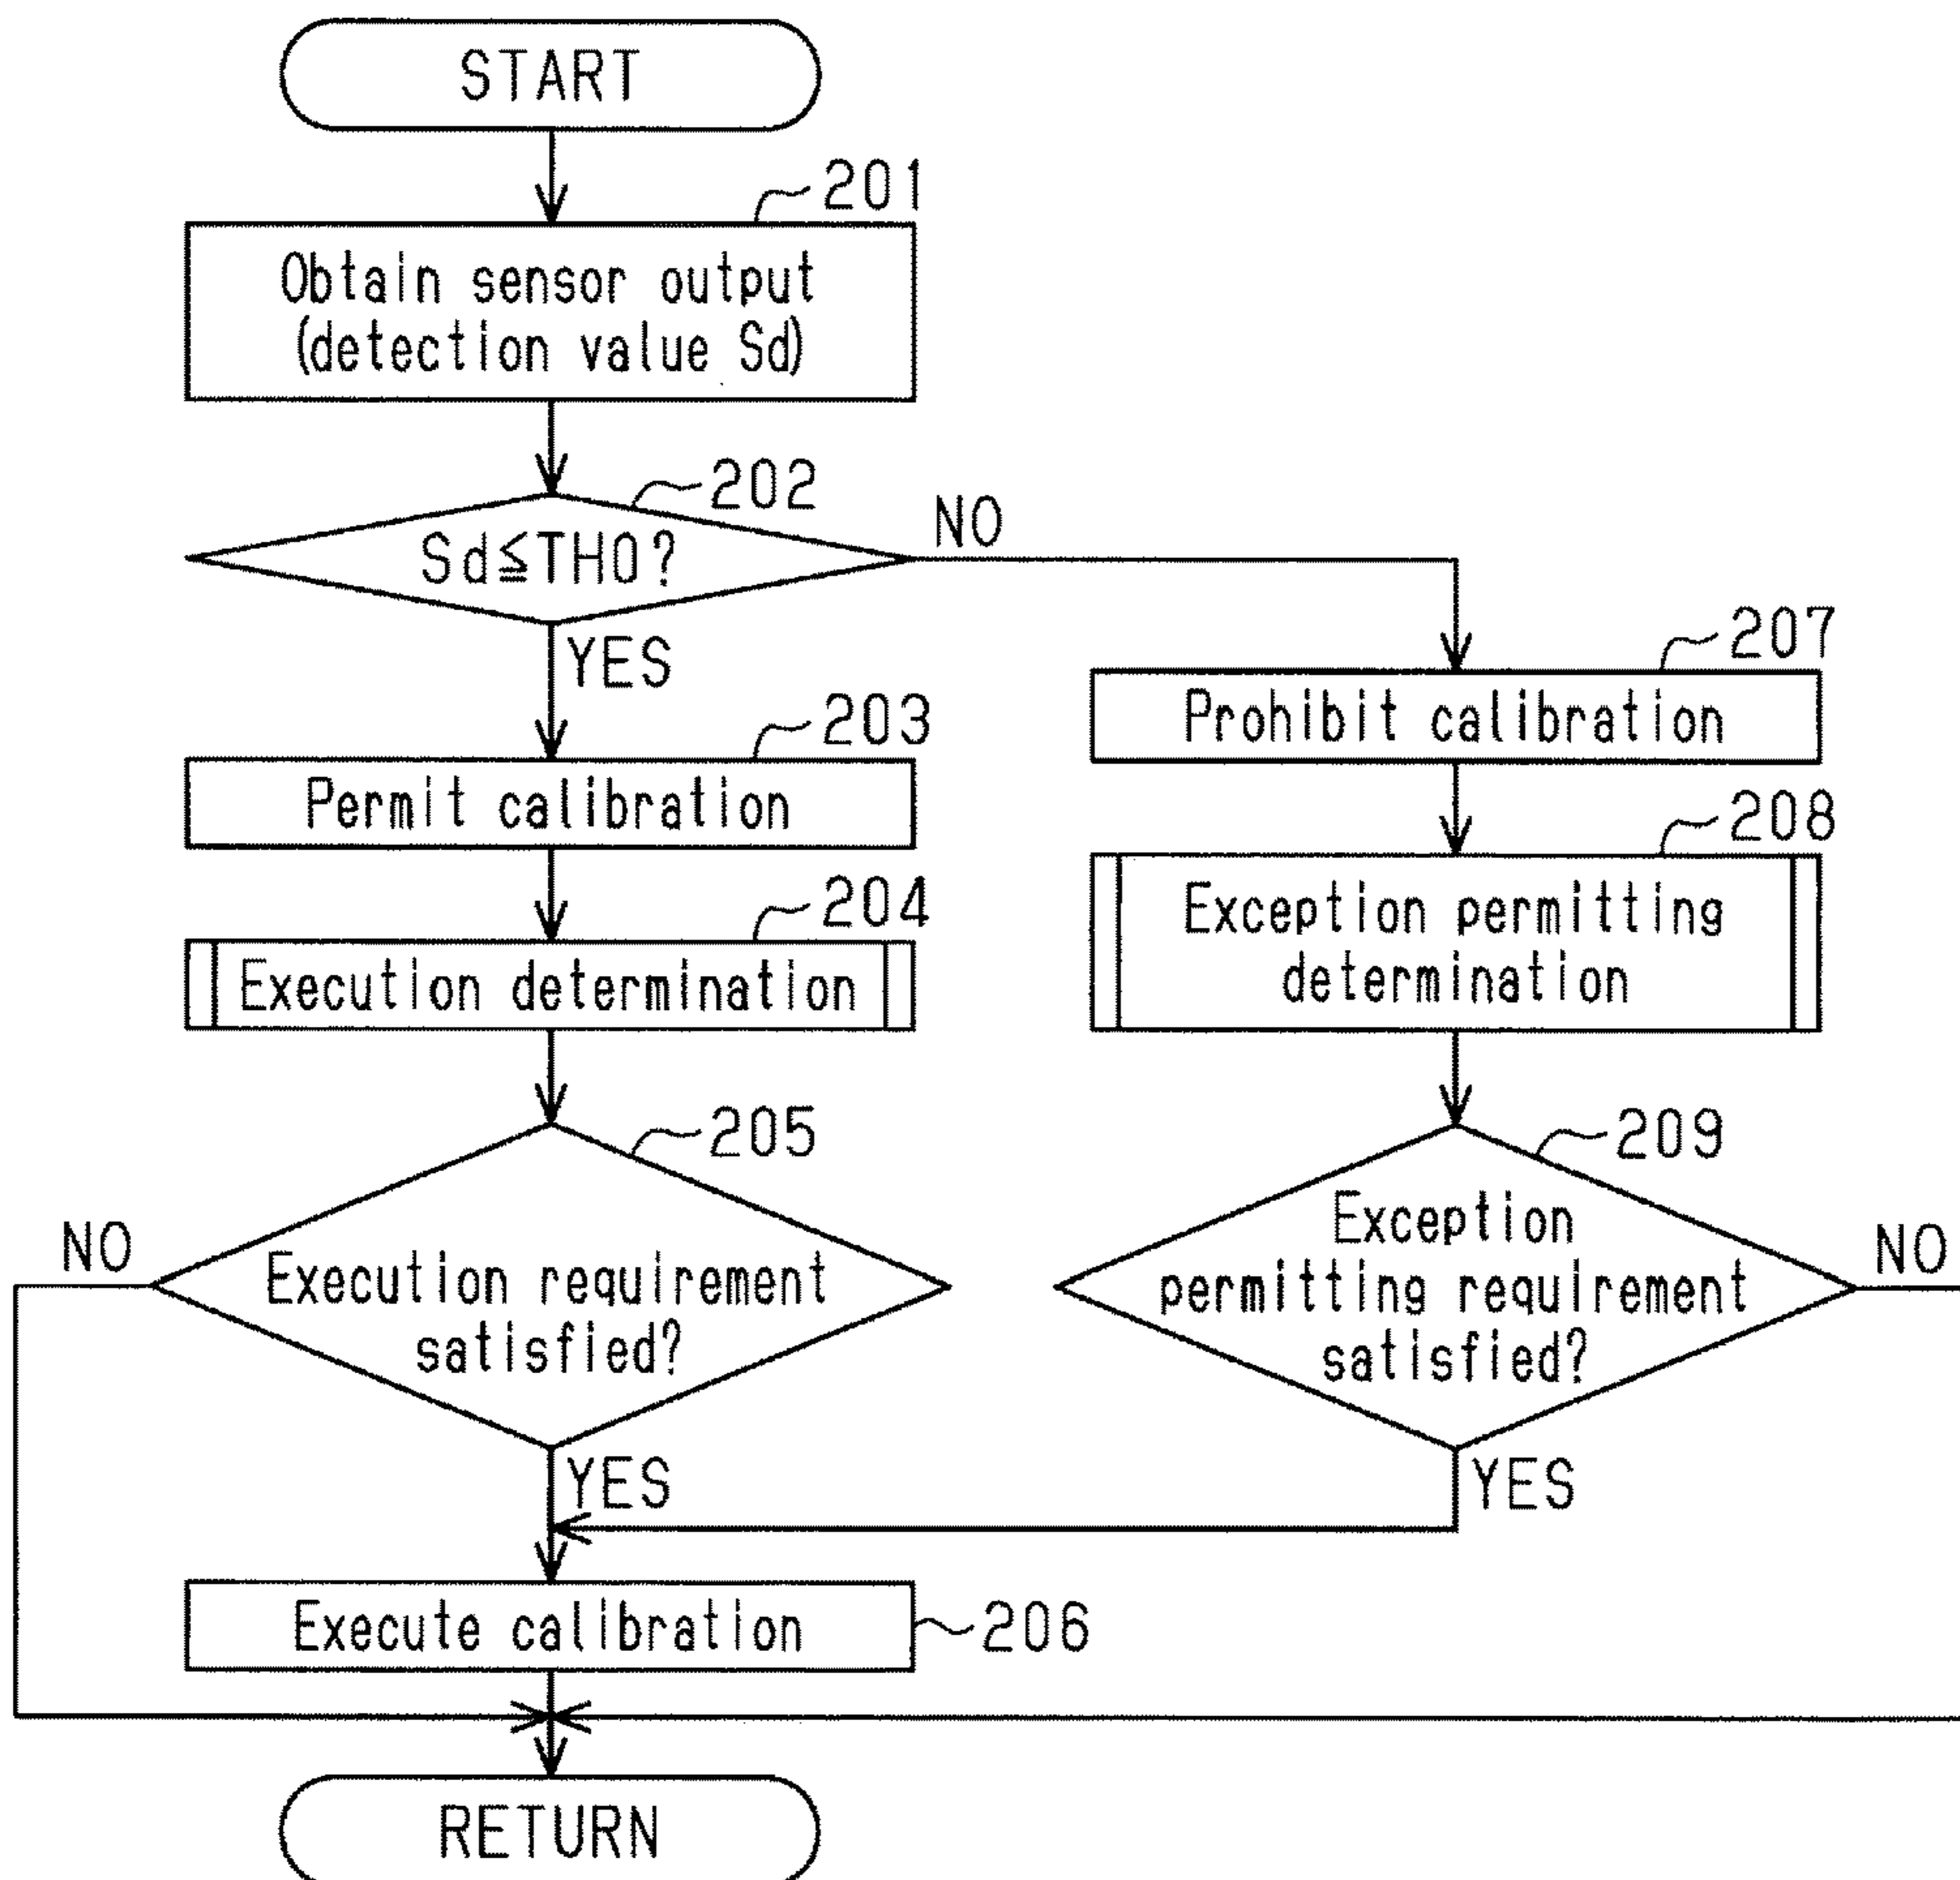 START
201
Obtain sensor output
(detection value Sd)
202
Sd≦TH0?
NO
YES
203
Permit calibration
204
Execution determination
205
Execution requirement
satisfied?
NO
YES
207
Prohibit calibration
208
Exception permitting
determination
209
Exception
permitting requirement
satisfied?
NO
YES
Execute calibration
206
RETURN